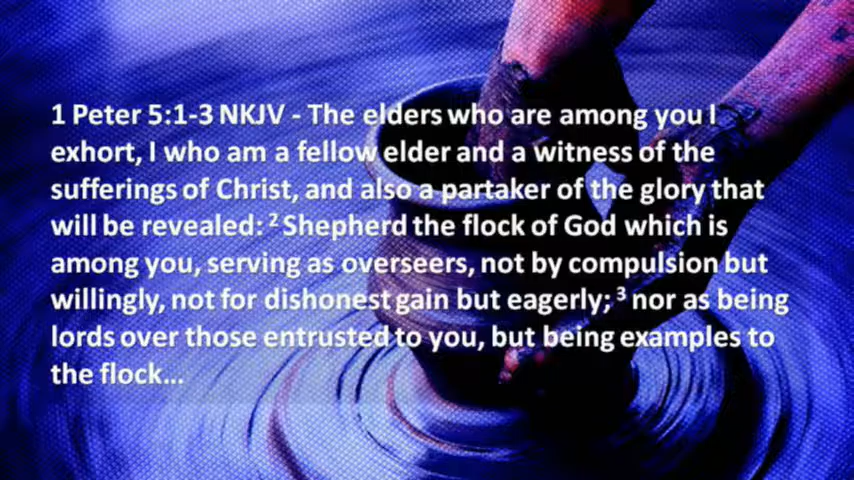 1 Peter 5:1-3 NKJV - The elders who are among you I
exhort, I who am a fellow elder and a witness of the
sufferings of Christ, and also a partaker of the glory that
will be revealed: ² Shepherd the flock of God which is
among you, serving as overseers, not by compulsion but
willingly, not for dishonest gain but eagerly; ³ nor as being
lords over those entrusted to you, but being examples to
the flock...